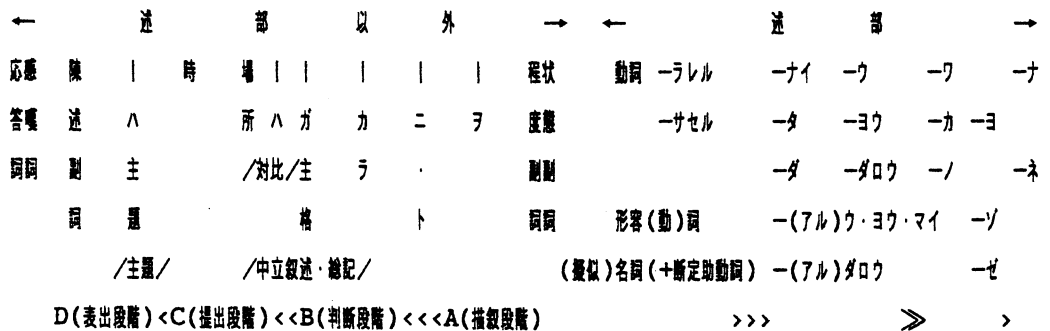 ← 述 部 以 外 → ← 述 部 →
応感 陳 ｜ 時 場 ｜ ｜ ｜ ｜ ｜ 程状 動詞 ーラレル ーナイ ーウ ーワ ーナ
答嘆 述 ハ 所 ハ ガ カ ニ ヲ 度態 ーサセル ータ ーヨウ ーカ ーヨ
詞詞 副 主 /対比/主 ラ ・ 副副 ーダ ーダロウ ーノ ーネ
詞 題 格 ト 詞詞 形容(動)詞 ー(アル)ウ・ヨウ・マイ ーゾ
/主題/ /中立叙述・総記/ (擬似)名詞(+断定助動詞) ー(アル)ダロウ ーゼ
D(表出段階)<C(提出段階)<<B(判断段階)<<<A(描叙段階) >>> ≫ >